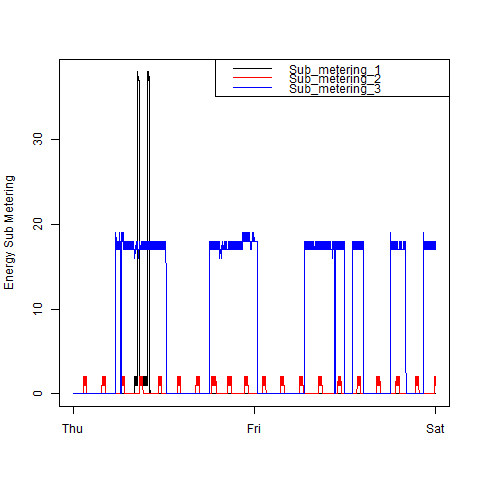 Sub_metering_1
Sub_metering_2
Sub_metering_3
Energy Sub Metering
30
20
10
0
Thu Fri Sat